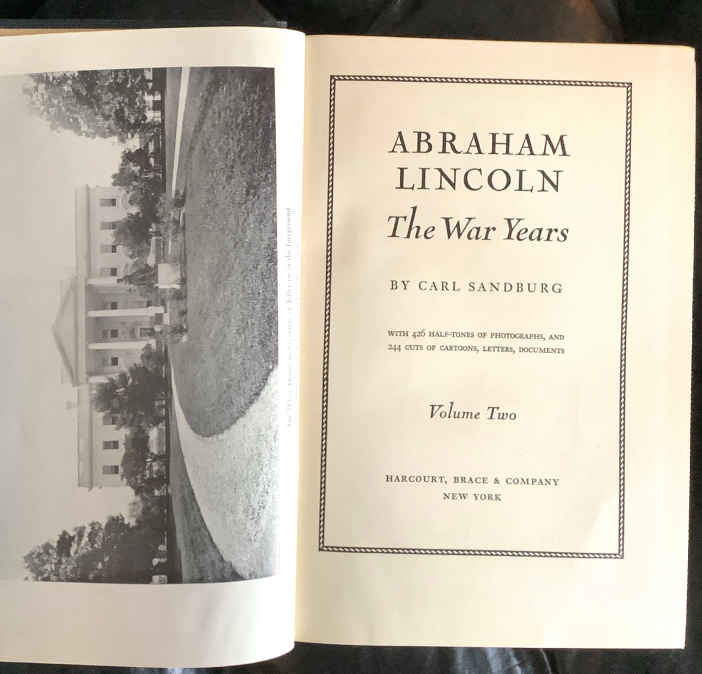 ABRAHAM
LINCOLN
The War Years
BY CARL SANDBURG
WITH 426 HALF-TONES OF PHOTOGRAPHS, AND
244 CUTS OF CARTOONS, LETTERS, DOCUMENTS
Volume Two
HARCOURT, BRACE & COMPANY
NEW YORK